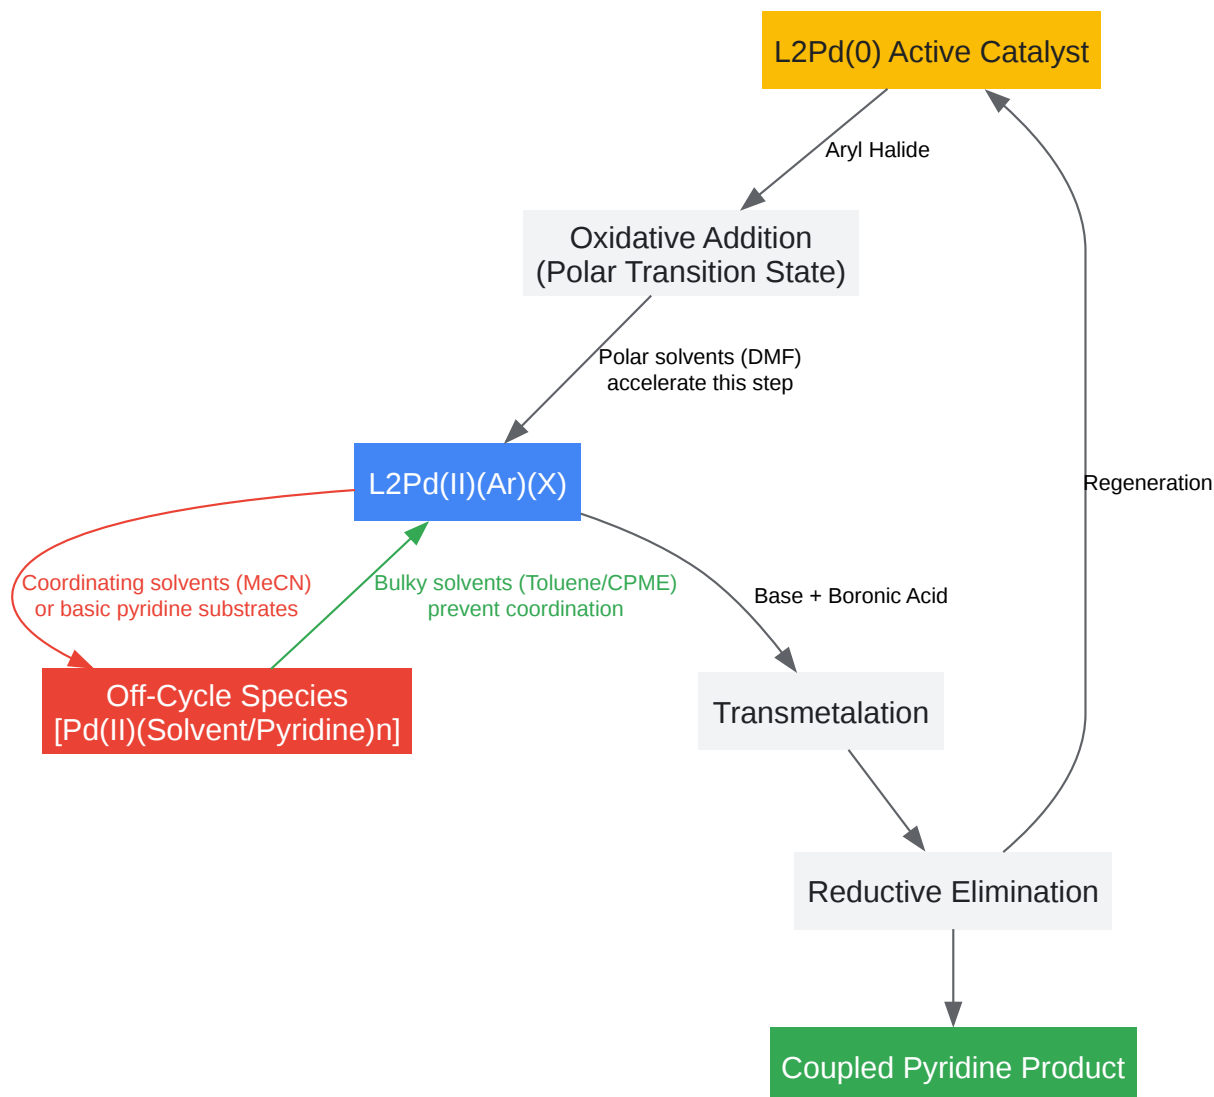 L2Pd(0) Active Catalyst
Aryl Halide
Oxidative Addition
(Polar Transition State)
Polar solvents (DMF)
accelerate this step
L2Pd(II)(Ar)(X)
Regeneration
Coordinating solvents (MeCN)
or basic pyridine substrates
Bulky solvents (Toluene/CPME)
prevent coordination
Base + Boronic Acid
Off-Cycle Species
[Pd(II)(Solvent/Pyridine)n]
Transmetalation
Reductive Elimination
Coupled Pyridine Product